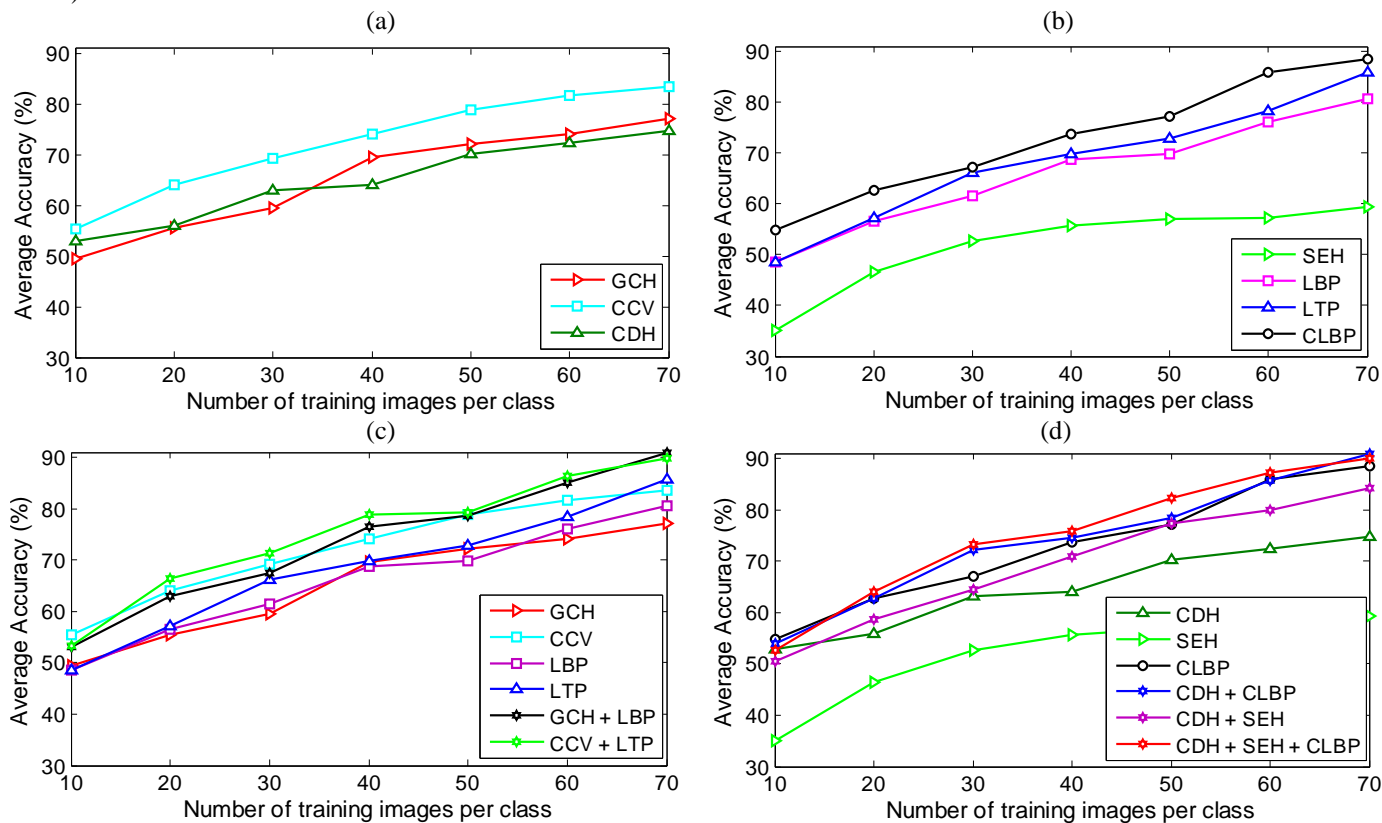 )
(a)
90
80
70
60
50
40
30
Average Accuracy (%)
GCH
CCV
CDH
10 20 30 40 50 60 70
Number of training images per class
(b)
90
80
70
60
50
40
30
Average Accuracy (%)
SEH
LBP
LTP
CLBP
10 20 30 40 50 60 70
Number of training images per class
(c)
90
80
70
60
50
40
30
Average Accuracy (%)
GCH
CCV
LBP
LTP
GCH + LBP
CCV + LTP
10 20 30 40 50 60 70
Number of training images per class
(d)
90
80
70
60
50
40
30
Average Accuracy (%)
CDH
SEH
CLBP
CDH + CLBP
CDH + SEH
CDH + SEH + CLBP
10 20 30 40 50 60 70
Number of training images per class